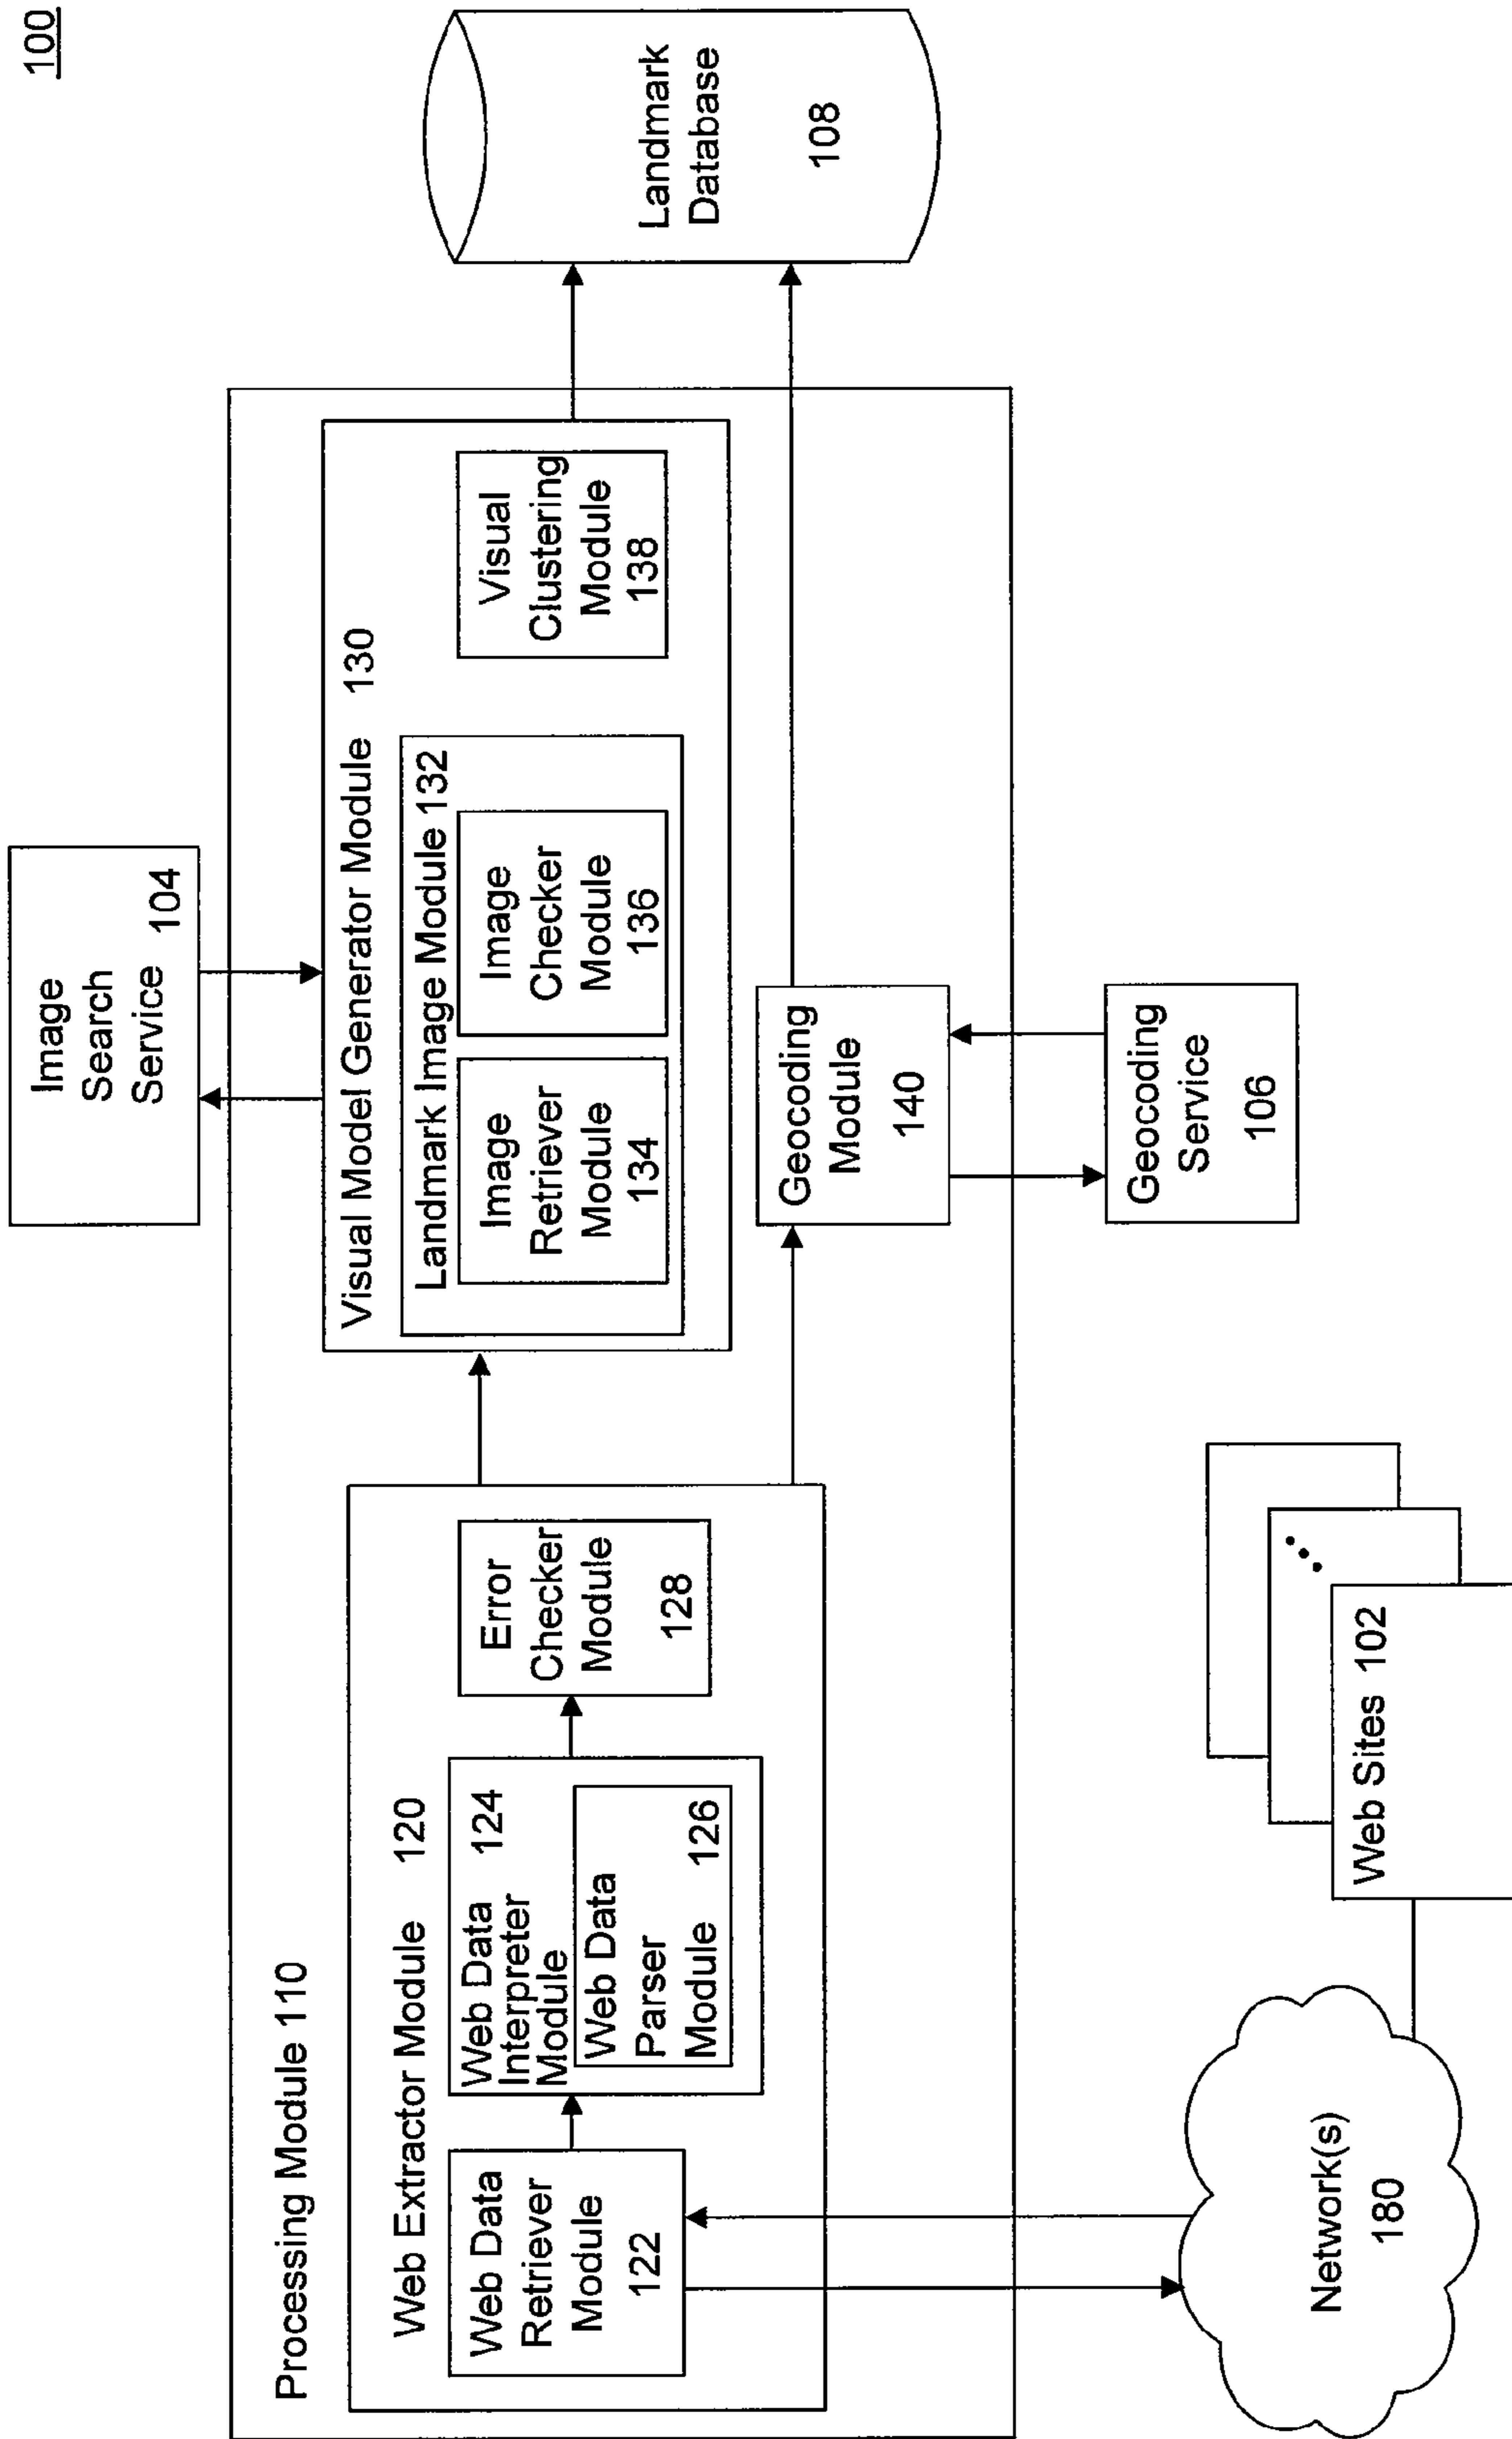 100
Image
Search
Service 104
Processing Module 110
Web Extractor Module 120
Web Data
Retriever
Module
122
Web Data 124
Interpreter
Module
Web Data
Parser
Module 126
Error
Checker
Module
128
Visual Model Generator Module 130
Landmark Image Module 132
Image
Retriever
Module
134
Image
Checker
Module
136
Visual
Clustering
Module
138
Landmark
Database
108
Geocoding
Module
140
Geocoding
Service
106
Network(s)
180
Web Sites 102